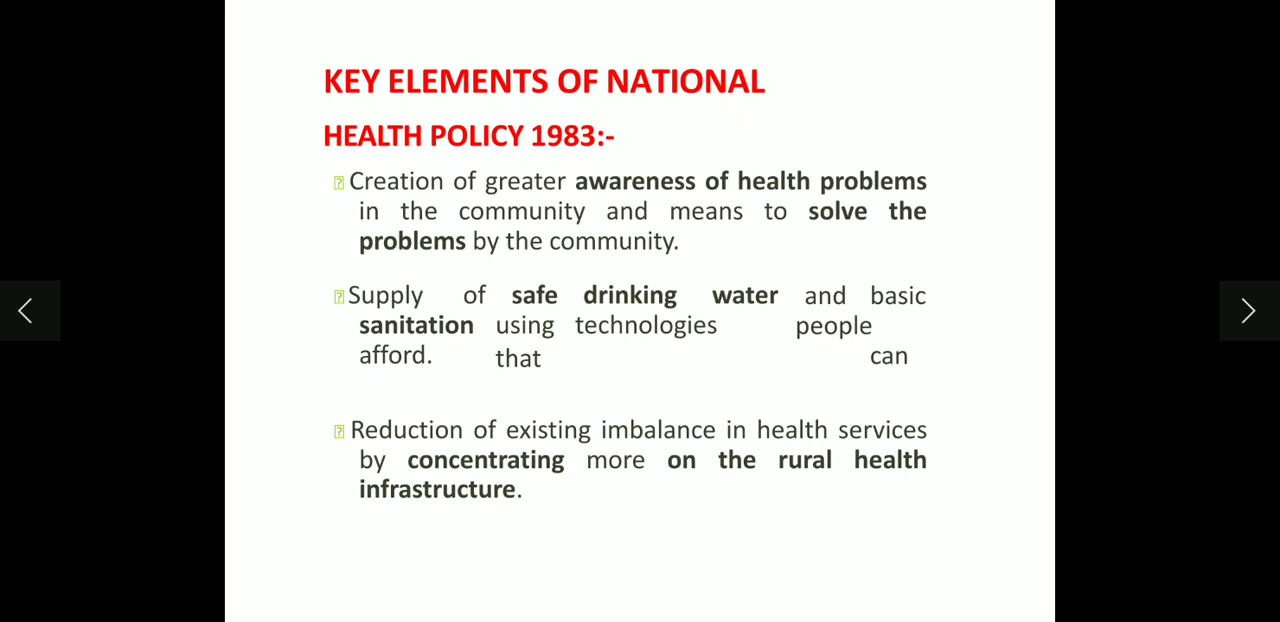 KEY ELEMENTS OF NATIONAL
HEALTH POLICY 1983:-
Creation of greater awareness of health problems
in the community and means to solve the
problems by the community.
Supply of safe drinking water and basic
sanitation using technologies people
afford. that can
Reduction of existing imbalance in health services
by concentrating more on the rural health
infrastructure.